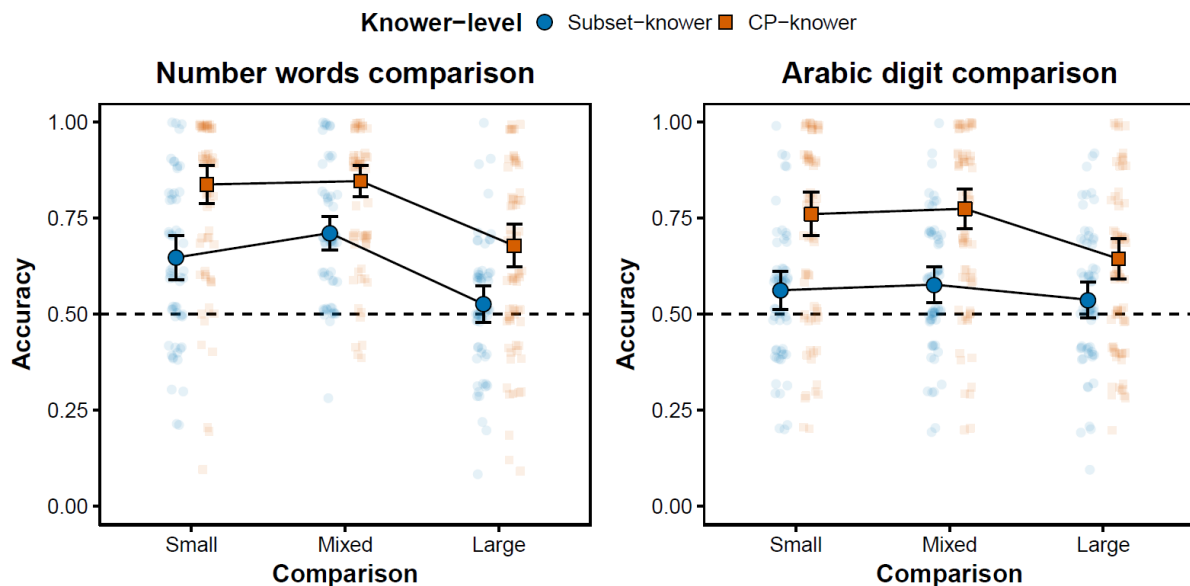 Knower−level Subset−knower CP−knower
Number words comparison
Accuracy
1.00
0.75
0.50
0.25
0.00
Small Mixed Large
Comparison
Arabic digit comparison
Accuracy
1.00
0.75
0.50
0.25
0.00
Small Mixed Large
Comparison